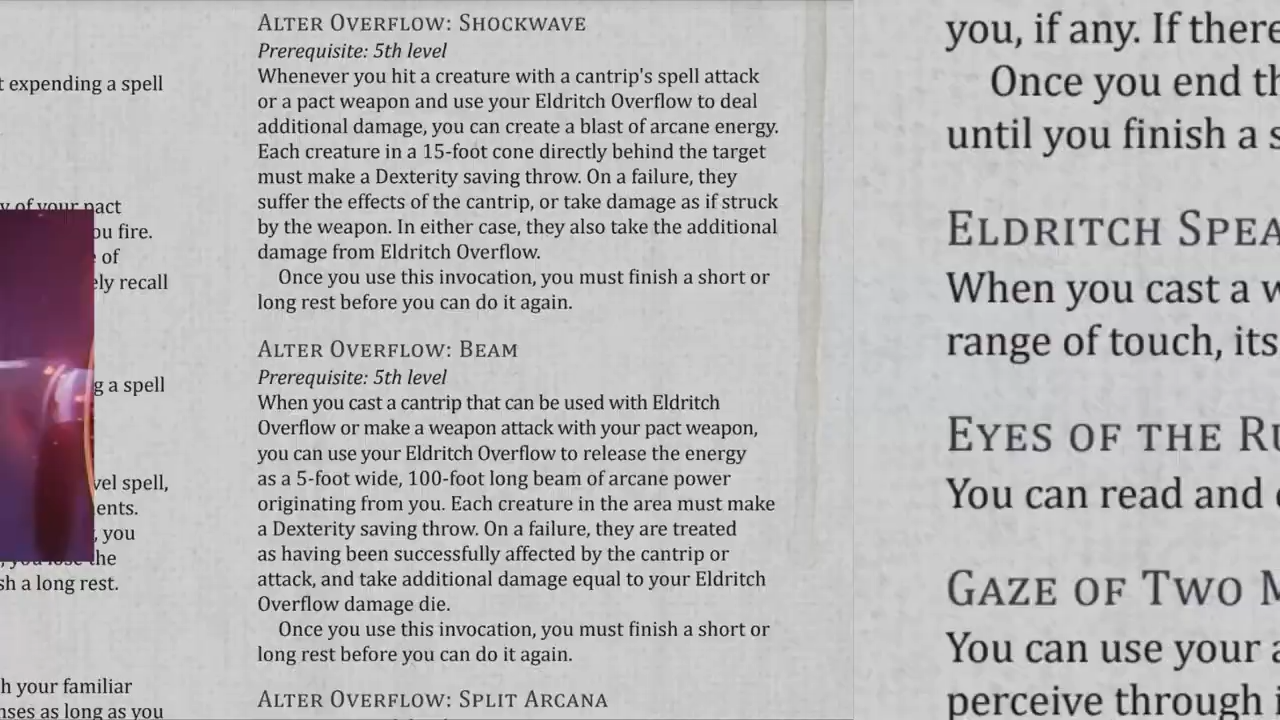 t expending a spell
y of your pact
ou fire.
of
ely recall
g a spell
vel spell,
ents.
, you
the
sh a long rest.
h your familiar
nses as long as you
ALTER OVERFLOW: SHOCKWAVE
Prerequisite: 5th level
Whenever you hit a creature with a cantrip's spell attack
or a pact weapon and use your Eldritch Overflow to deal
additional damage, you can create a blast of arcane energy.
Each creature in a 15-foot cone directly behind the target
must make a Dexterity saving throw. On a failure, they
suffer the effects of the cantrip, or take damage as if struck
by the weapon. In either case, they also take the additional
damage from Eldritch Overflow.
Once you use this invocation, you must finish a short or
long rest before you can do it again.
ALTER OVERFLOW: BEAM
Prerequisite: 5th level
When you cast a cantrip that can be used with Eldritch
Overflow or make a weapon attack with your pact weapon,
you can use your Eldritch Overflow to release the energy
as a 5-foot wide, 100-foot long beam of arcane power
originating from you. Each creature in the area must make
a Dexterity saving throw. On a failure, they are treated
as having been successfully affected by the cantrip or
attack, and take additional damage equal to your Eldritch
Overflow damage die.
Once you use this invocation, you must finish a short or
long rest before you can do it again.
ALTER OVERFLOW: SPLIT ARCANA
you, if any. If there
Once you end th
until you finish a s
ELDRITCH SPEA
When you cast a w
range of touch, its
EYES OF THE RU
You can read and
GAZE OF TWO M
You can use your a
perceive through i